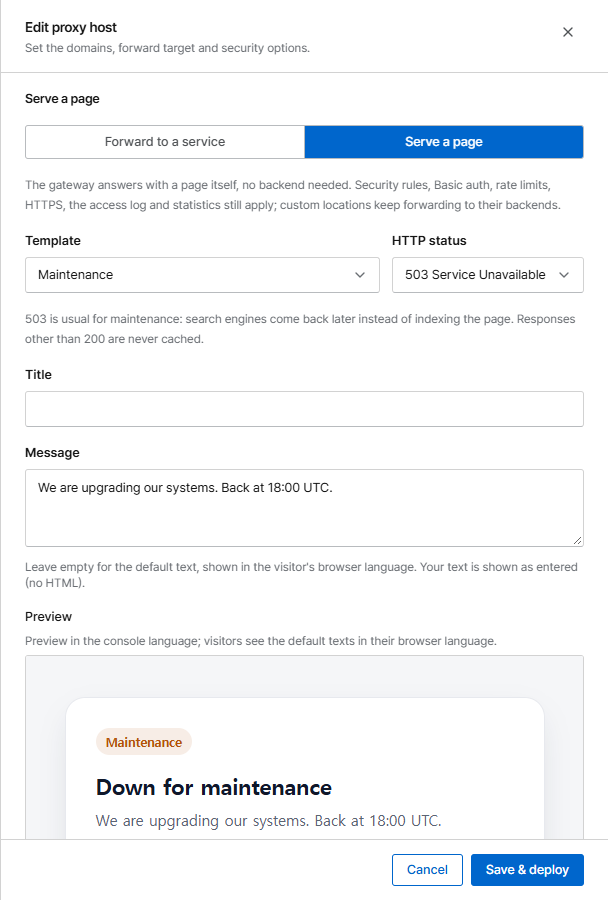 Edit proxy host
Set the domains, forward target and security options.
Serve a page
Forward to a service
Serve a page
The gateway answers with a page itself, no backend needed. Security rules, Basic auth, rate limits,
HTTPS, the access log and statistics still apply; custom locations keep forwarding to their backends.
Template
HTTP status
Maintenance
503 Service Unavailable
503 is usual for maintenance: search engines come back later instead of indexing the page. Responses
other than 200 are never cached.
Title
Message
We are upgrading our systems. Back at 18:00 UTC.
Leave empty for the default text, shown in the visitor's browser language. Your text is shown as entered
(no HTML).
Preview
Preview in the console language; visitors see the default texts in their browser language.
Maintenance
Down for maintenance
We are upgrading our systems. Back at 18:00 UTC.
Cancel
Save & deploy